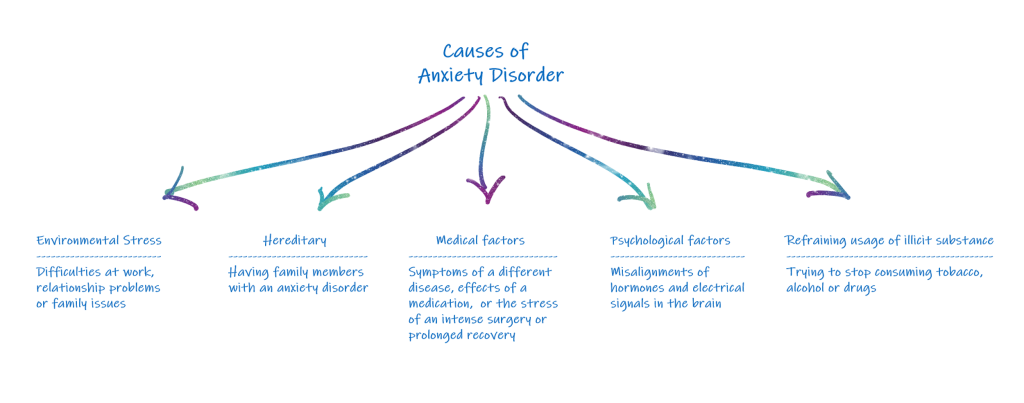 Causes of
Anxiety Disorder
Environmental Stress
Difficulties at work,
relationship problems
or family issues
Hereditary
Having family members
with an anxiety disorder
Medical factors
Symptoms of a different
disease, effects of a
medication, or the stress
of an intense surgery or
prolonged recovery
Psychological factors
Misalignments of
hormones and electrical
signals in the brain
Refraining usage of illicit substance
Trying to stop consuming tobacco,
alcohol or drugs